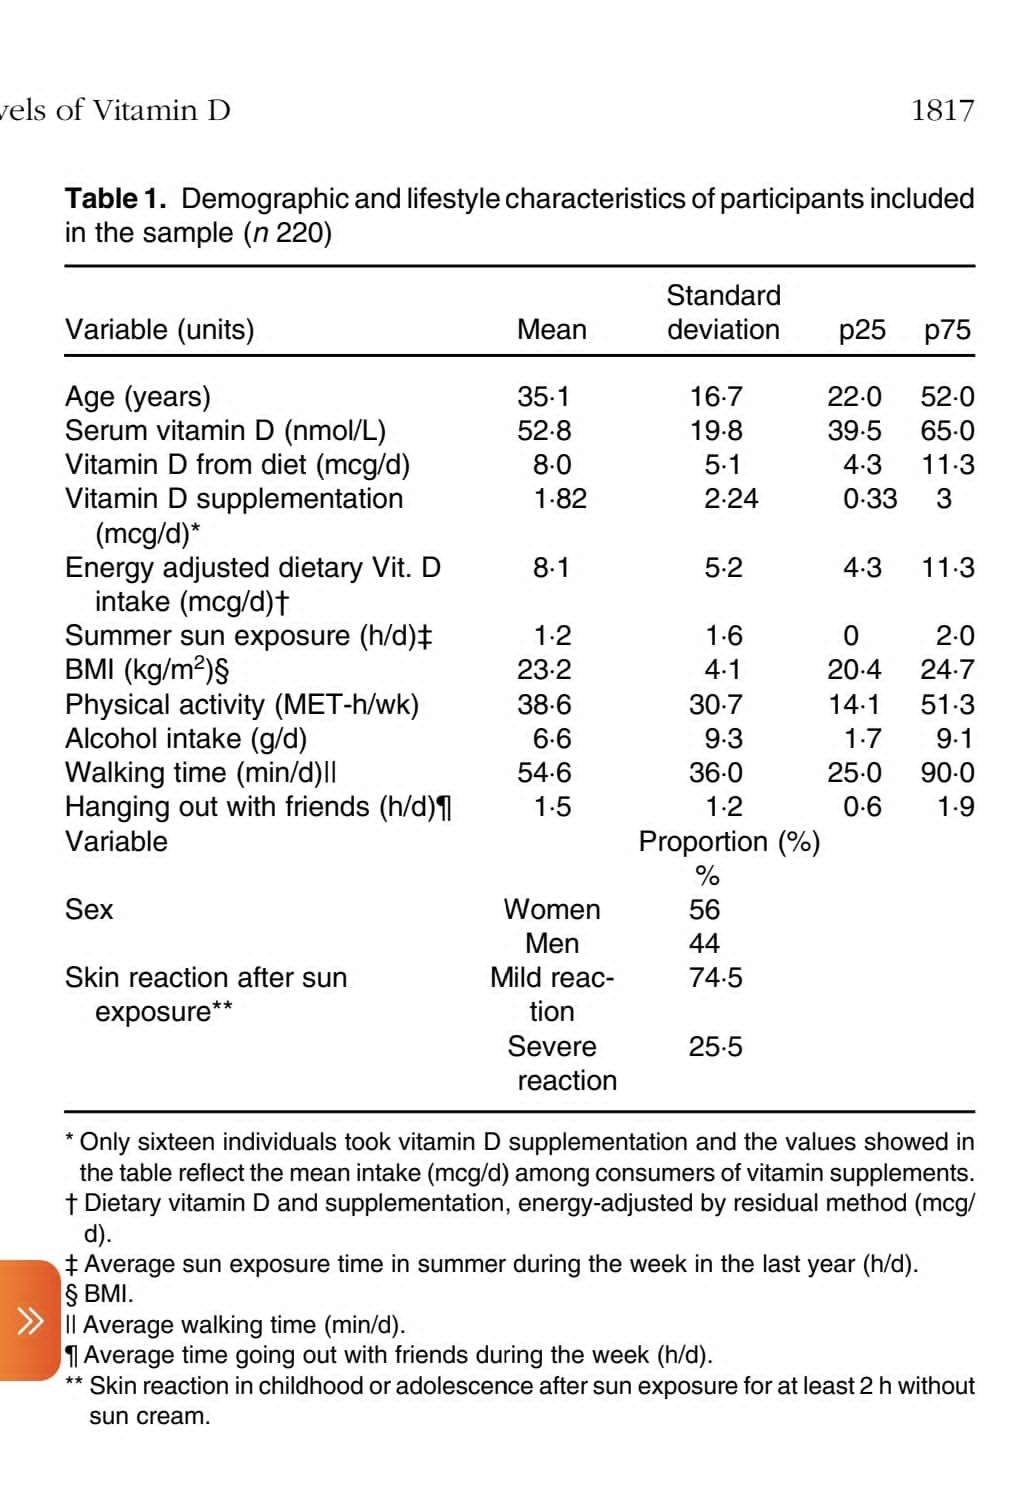 vels of Vitamin D 1817
Table 1. Demographic and lifestyle characteristics of participants included
in the sample (n 220)
Variable (units) Mean Standard deviation p25 p75
Age (years) 35·1 16·7 22·0 52·0
Serum vitamin D (nmol/L) 52·8 19·8 39·5 65·0
Vitamin D from diet (mcg/d) 8·0 5·1 4·3 11·3
Vitamin D supplementation 1·82 2·24 0·33 3
(mcg/d)*
Energy adjusted dietary Vit. D 8·1 5·2 4·3 11·3
intake (mcg/d)†
Summer sun exposure (h/d)‡ 1·2 1·6 0 2·0
BMI (kg/m²)§ 23·2 4·1 20·4 24·7
Physical activity (MET-h/wk) 38·6 30·7 14·1 51·3
Alcohol intake (g/d) 6·6 9·3 1·7 9·1
Walking time (min/d)|| 54·6 36·0 25·0 90·0
Hanging out with friends (h/d)¶ 1·5 1·2 0·6 1·9
Variable Proportion (%)
%
Sex Women 56
Men 44
Skin reaction after sun Mild reac- 74·5
exposure** tion
Severe 25·5
reaction
* Only sixteen individuals took vitamin D supplementation and the values showed in
the table reflect the mean intake (mcg/d) among consumers of vitamin supplements.
† Dietary vitamin D and supplementation, energy-adjusted by residual method (mcg/
d).
‡ Average sun exposure time in summer during the week in the last year (h/d).
§ BMI.
|| Average walking time (min/d).
¶ Average time going out with friends during the week (h/d).
** Skin reaction in childhood or adolescence after sun exposure for at least 2 h without
sun cream.